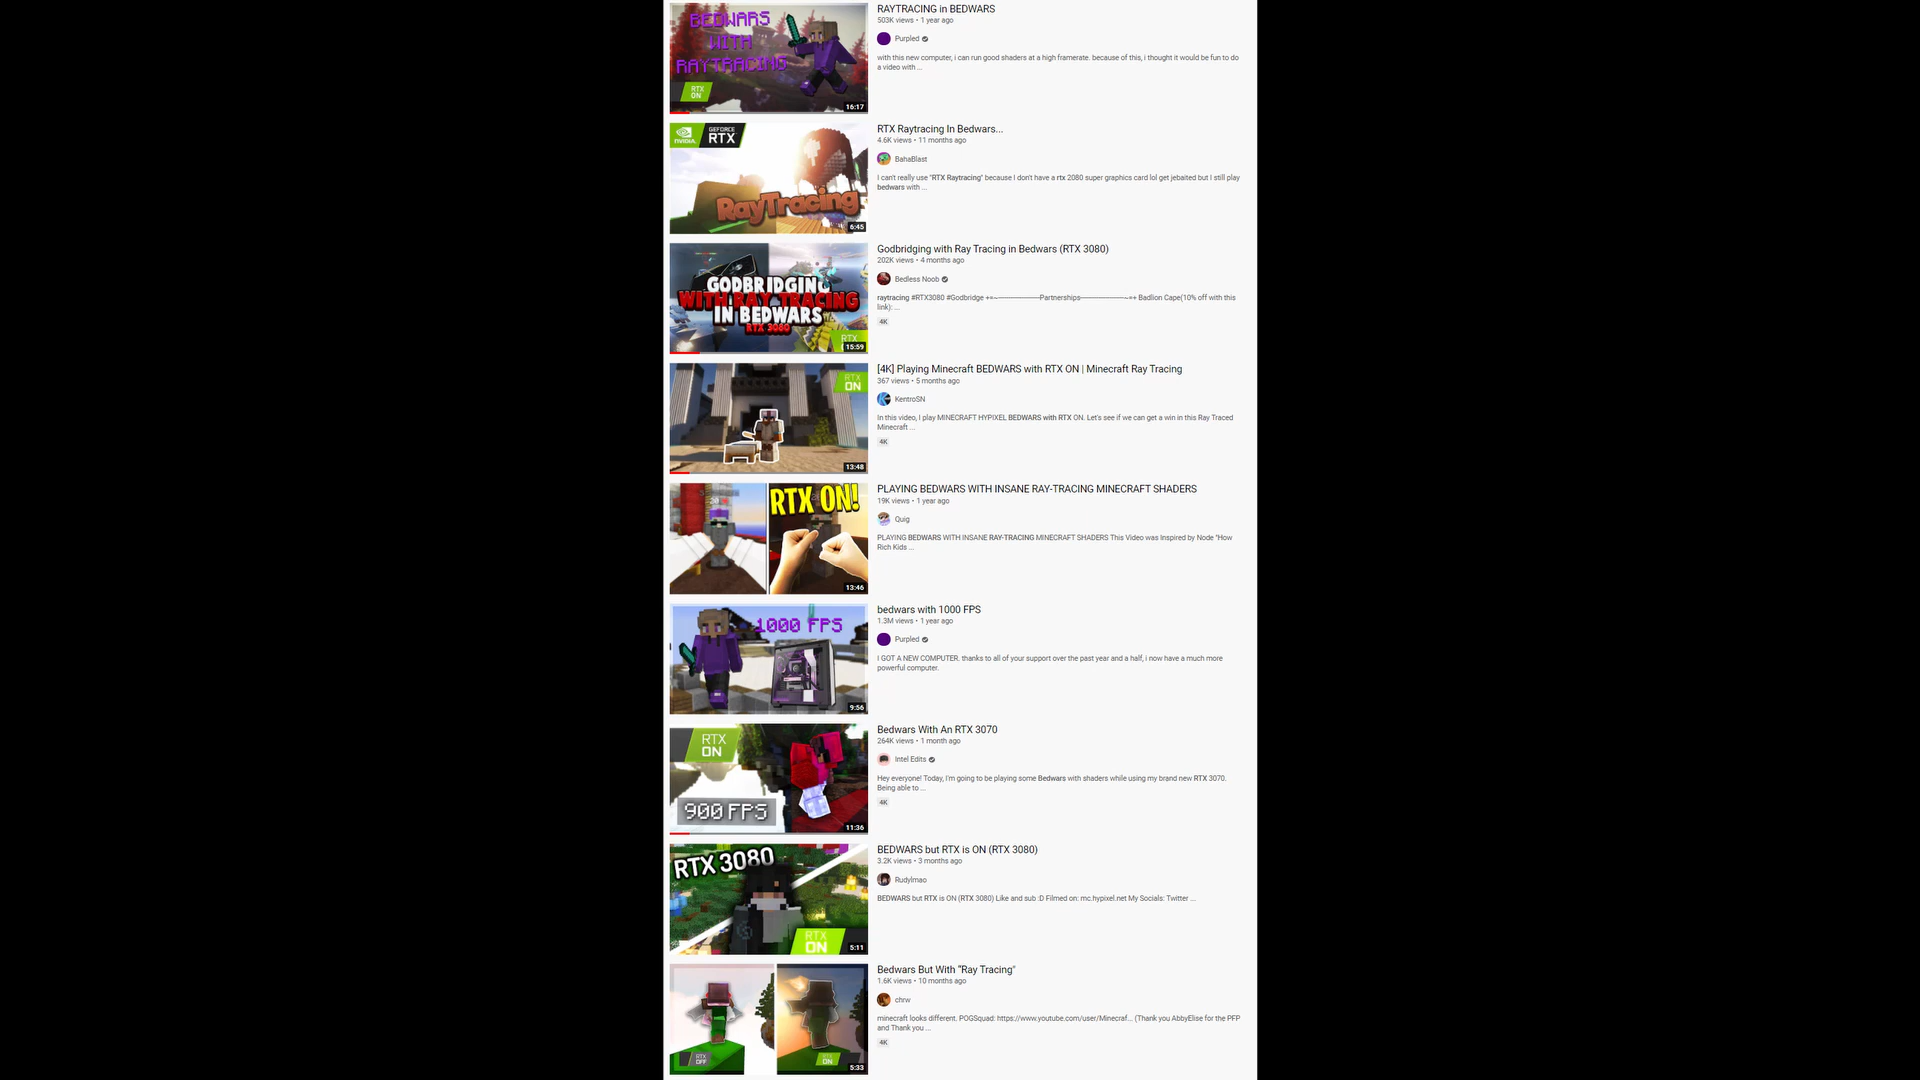 BEDWARS
WITH
RAYTRACING
RTX
ON
16:17
RAYTRACING in BEDWARS
503K views • 1 year ago
Purpled
with this new computer, i can run good shaders at a high framerate. because of this, i thought it would be fun to do
a video with ...
NVIDIA
GEFORCE
RTX
RayTracing
6:45
RTX Raytracing In Bedwars...
4.6K views • 11 months ago
BahaBlast
I can't really use "RTX Raytracing" because I don't have a rtx 2080 super graphics card lol get jebaited but I still play
bedwars with ...
GODBRIDGING
WITH RAY TRACING
IN BEDWARS
RTX 3080
RTX
15:59
Godbridging with Ray Tracing in Bedwars (RTX 3080)
202K views • 4 months ago
Bedless Noob
raytracing #RTX3080 #Godbridge +=-----------------Partnerships------------------=+ Badlion Cape(10% off with this
link): ...
4K
RTX
ON
13:48
[4K] Playing Minecraft BEDWARS with RTX ON | Minecraft Ray Tracing
367 views • 5 months ago
KentroSN
In this video, I play MINECRAFT HYPIXEL BEDWARS with RTX ON. Let's see if we can get a win in this Ray Traced
Minecraft ...
4K
RTX ON!
13:46
PLAYING BEDWARS WITH INSANE RAY-TRACING MINECRAFT SHADERS
19K views • 1 year ago
Quig
PLAYING BEDWARS WITH INSANE RAY-TRACING MINECRAFT SHADERS This Video was Inspired by Node "How
Rich Kids ...
1000 FPS
9:56
bedwars with 1000 FPS
1.3M views • 1 year ago
Purpled
I GOT A NEW COMPUTER. thanks to all of your support over the past year and a half, i now have a much more
powerful computer.
RTX
ON
900 FPS
11:36
Bedwars With An RTX 3070
264K views • 1 month ago
Intel Edits
Hey everyone! Today, I'm going to be playing some Bedwars with shaders while using my brand new RTX 3070.
Being able to ...
4K
RTX 3080
RTX
ON
5:11
BEDWARS but RTX is ON (RTX 3080)
3.2K views • 3 months ago
Rudylmao
BEDWARS but RTX is ON (RTX 3080) Like and sub :D Filmed on: mc.hypixel.net My Socials: Twitter ...
RTX
OFF
RTX
ON
5:33
Bedwars But With "Ray Tracing"
1.6K views • 10 months ago
chrw
minecraft looks different. POGSquad: https://www.youtube.com/user/Minecraf... (Thank you AbbyElise for the PFP
and Thank you ...
4K